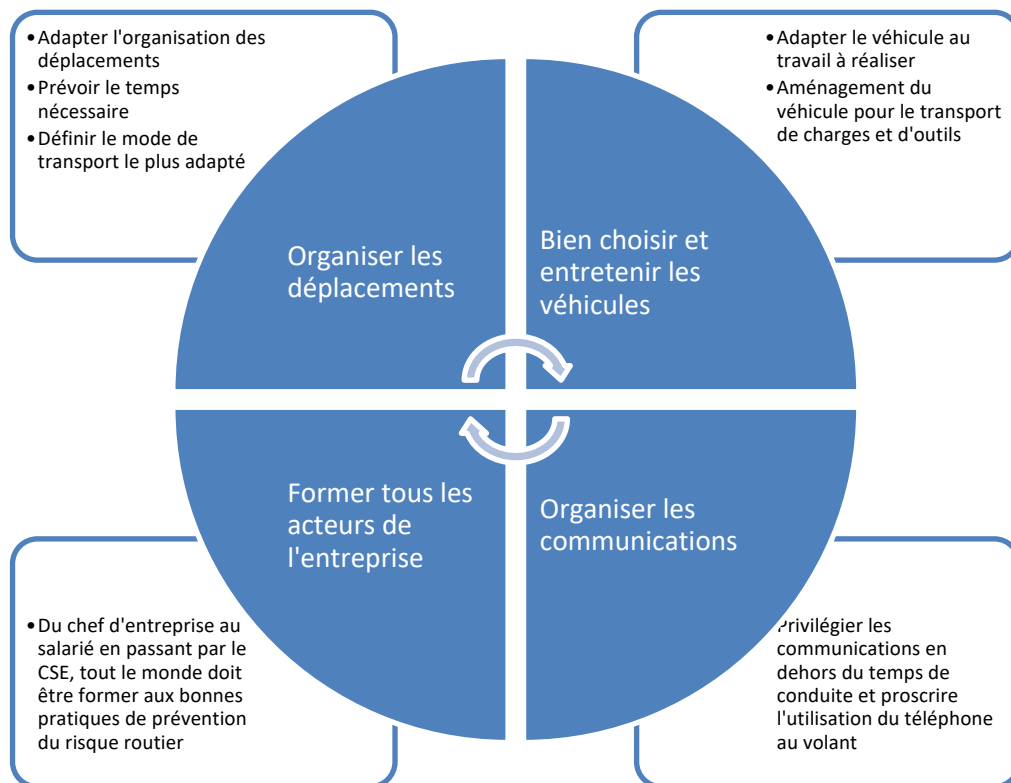 •Adapter l'organisation des
déplacements
•Prévoir le temps
nécessaire
•Définir le mode de
transport le plus adapté
•Adapter le véhicule au
travail à réaliser
•Aménagement du
véhicule pour le transport
de charges et d'outils
Organiser les
déplacements
Bien choisir et
entretenir les
véhicules
Former tous les
acteurs de
l'entreprise
Organiser les
communications
•Du chef d'entreprise au
salarié en passant par le
CSE, tout le monde doit
être former aux bonnes
pratiques de prévention
du risque routier
Privilégier les
communications en
dehors du temps de
conduite et proscrire
l'utilisation du téléphone
au volant